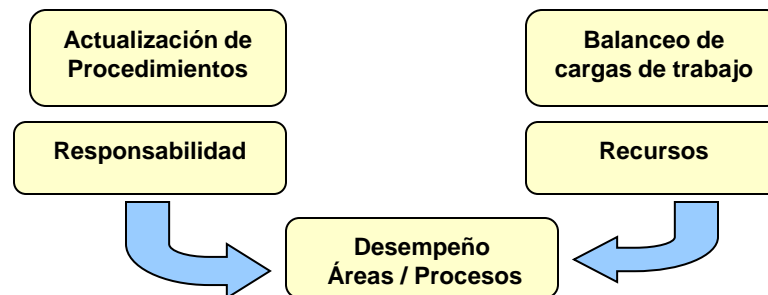 Actualización de
Procedimientos
Balanceo de
cargas de trabajo
Responsabilidad
Recursos
Desempeño
Áreas / Procesos